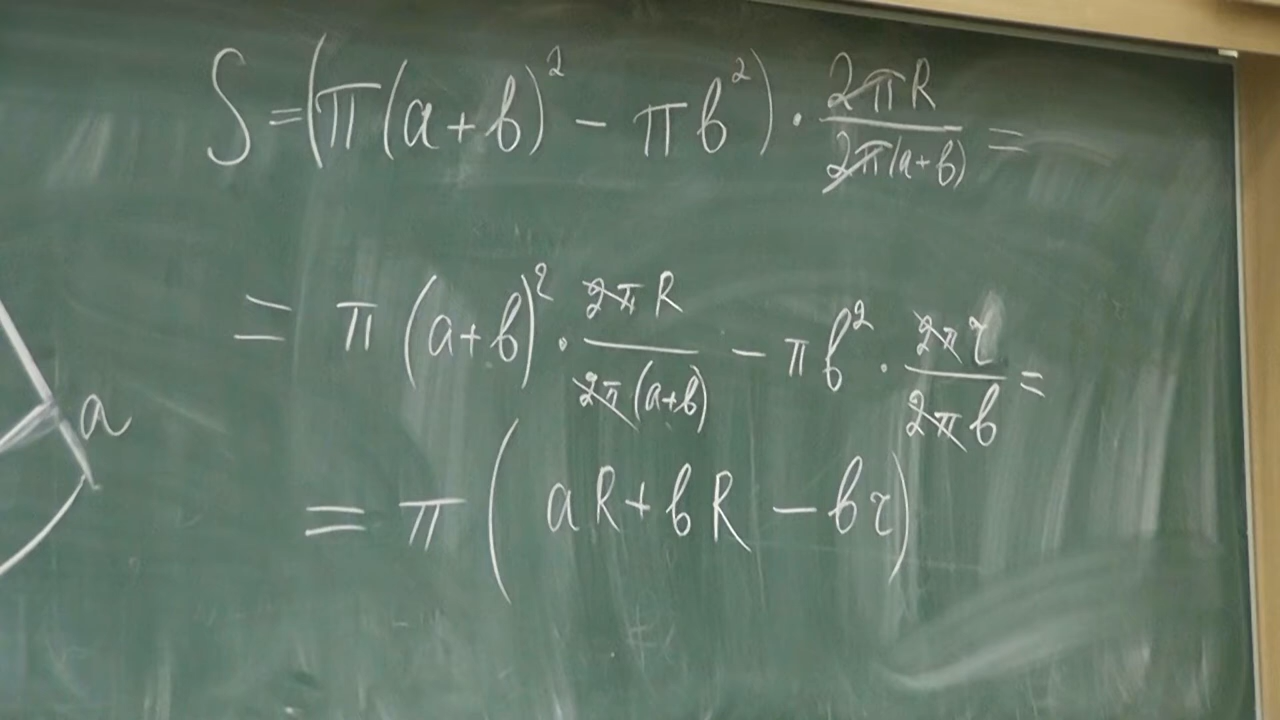 S = (π(a+b)² − πb²) · 2πR / 2π(a+b) =
= π(a+b)² · 2πR / 2π(a+b) − πb² · 2πr / 2πb =
a
= π(aR + bR − br)